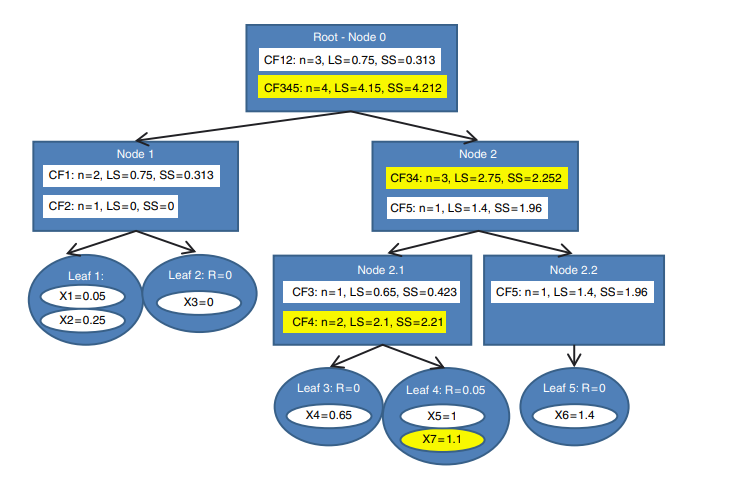 Root - Node 0
CF12: n=3, LS=0.75, SS=0.313
CF345: n=4, LS=4.15, SS=4.212
Node 1
CF1: n=2, LS=0.75, SS=0.313
CF2: n=1, LS=0, SS=0
Node 2
CF34: n=3, LS=2.75, SS=2.252
CF5: n=1, LS=1.4, SS=1.96
Leaf 1:
X1=0.05
X2=0.25
Leaf 2: R=0
X3=0
Node 2.1
CF3: n=1, LS=0.65, SS=0.423
CF4: n=2, LS=2.1, SS=2.21
Node 2.2
CF5: n=1, LS=1.4, SS=1.96
Leaf 3: R=0
X4=0.65
Leaf 4: R=0.05
X5=1
X7=1.1
Leaf 5: R=0
X6=1.4